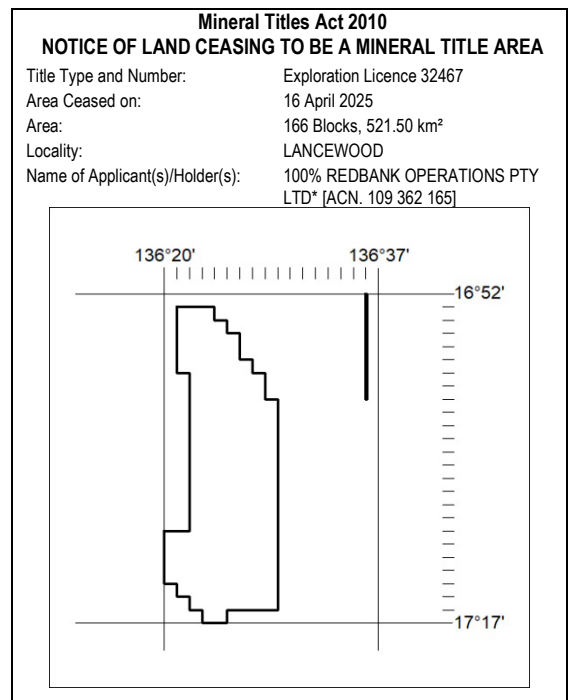 Mineral Titles Act 2010
NOTICE OF LAND CEASING TO BE A MINERAL TITLE AREA
Title Type and Number: Exploration Licence 32467
Area Ceased on: 16 April 2025
Area: 166 Blocks, 521.50 km²
Locality: LANCEWOOD
Name of Applicant(s)/Holder(s): 100% REDBANK OPERATIONS PTY
LTD* [ACN. 109 362 165]
136°20' 136°37'
16°52'
17°17'